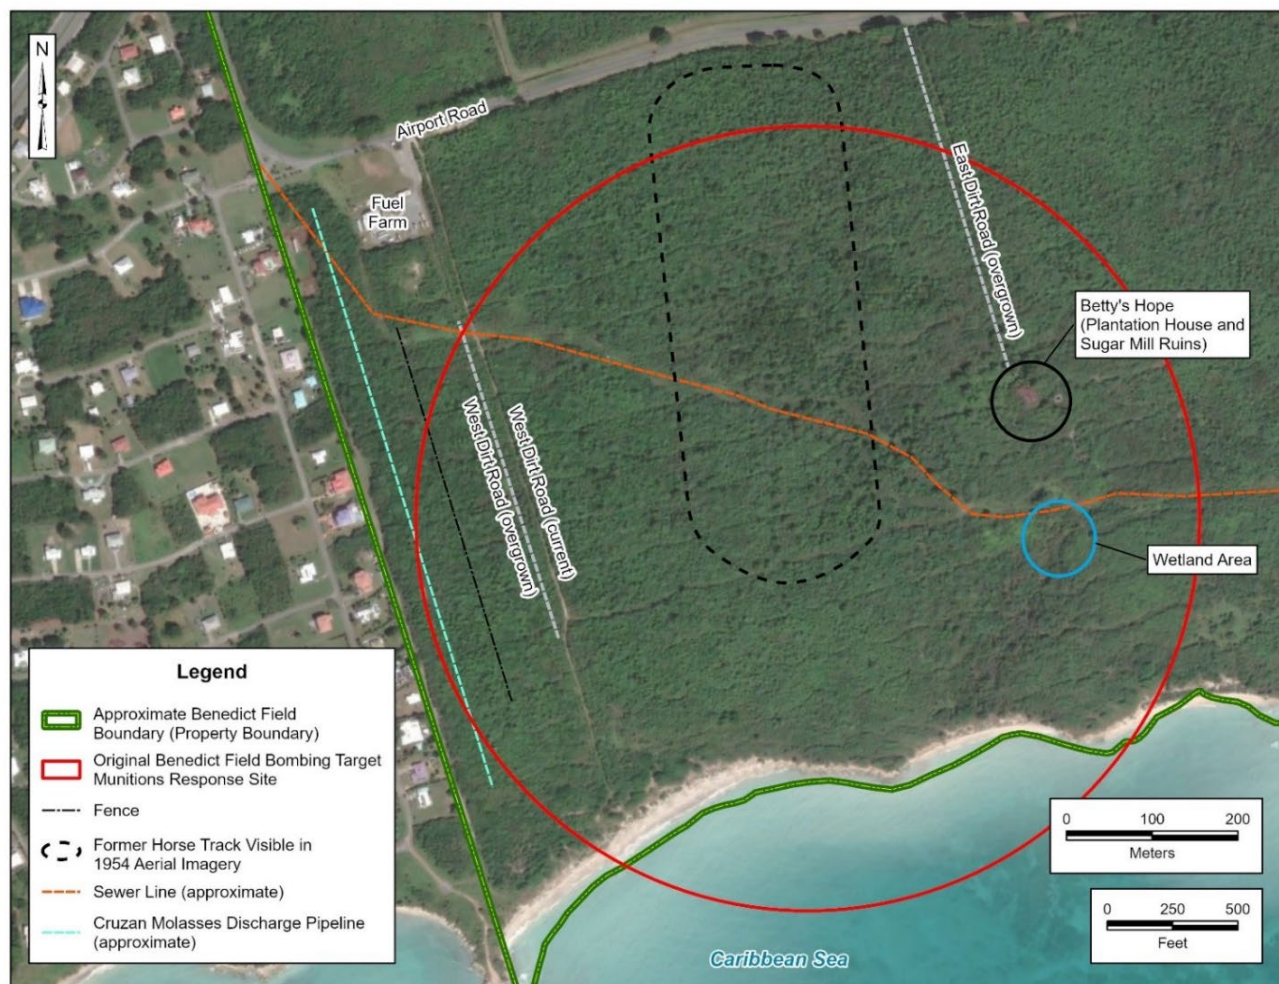 N
Airport Road
Fuel
Farm
East Dirt Road (overgrown)
Betty's Hope
(Plantation House and
Sugar Mill Ruins)
West Dirt Road (current)
West Dirt Road (overgrown)
Wetland Area
Legend
Approximate Benedict Field
Boundary (Property Boundary)
Original Benedict Field Bombing Target
Munitions Response Site
Fence
Former Horse Track Visible in
1954 Aerial Imagery
Sewer Line (approximate)
Cruzan Molasses Discharge Pipeline
(approximate)
0 100 200
Meters
0 250 500
Feet
Caribbean Sea